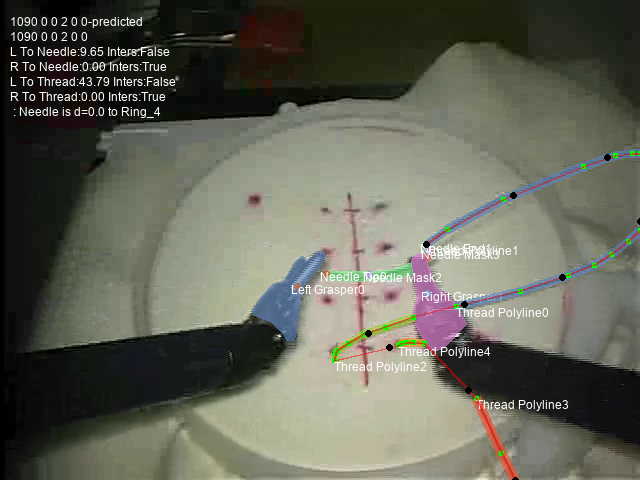 1090 0 0 2 0 0-predicted
1090 0 0 2 0 0
L To Needle:9.65 Inters:False
R To Needle:0.00 Inters:True
L To Thread:43.79 Inters:False
R To Thread:0.00 Inters:True
: Needle is d=0.0 to Ring_4
Needle Mask3
Needle Mask2
Left Grasper0
Right Grasp
Thread Polyline0
Thread Polyline4
Thread Polyline2
Thread Polyline3